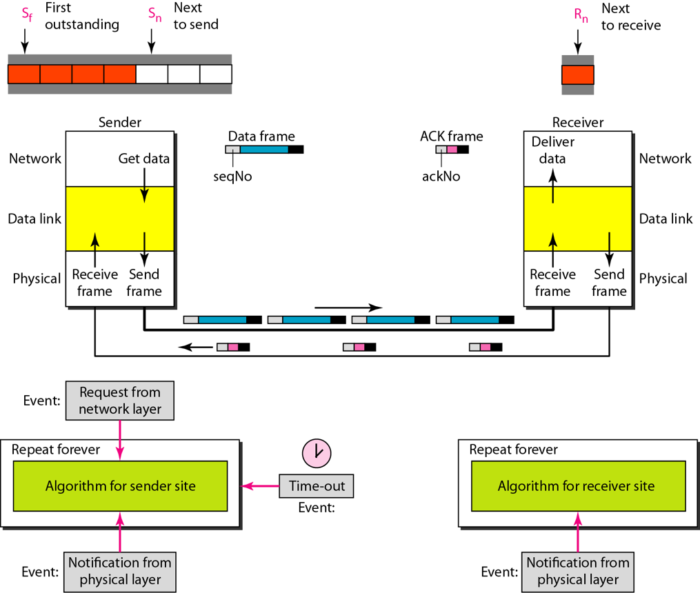 Sf First outstanding
Sn Next to send
Rn Next to receive
Sender
Data frame
seqNo
ACK frame
ackNo
Receiver
Network
Get data
Deliver data
Network
Data link
Data link
Physical
Receive frame
Send frame
Receive frame
Send frame
Physical
Event:
Request from
network layer
Repeat forever
Algorithm for sender site
Time-out
Event:
Repeat forever
Algorithm for receiver site
Event:
Notification from
physical layer
Event:
Notification from
physical layer